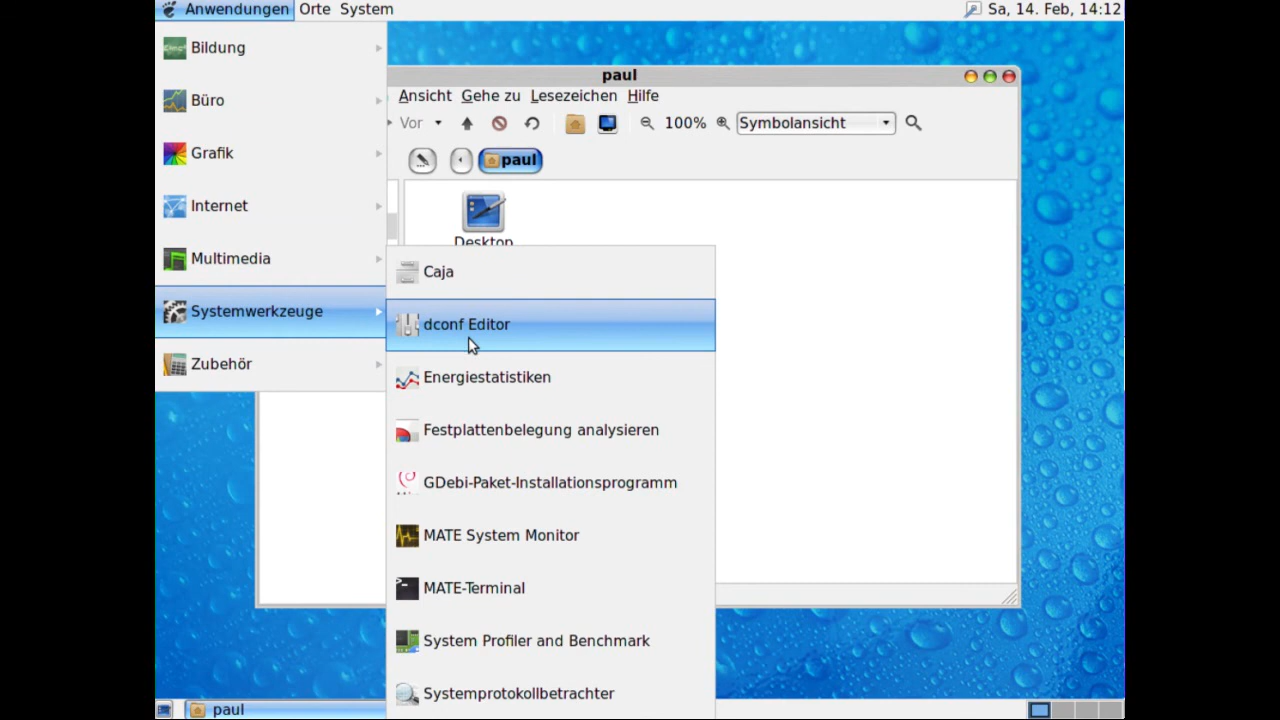 Anwendungen Orte System
Sa, 14. Feb, 14:12
Bildung
Büro
Grafik
Internet
Multimedia
Systemwerkzeuge
Zubehör
paul
Ansicht Gehe zu Lesezeichen Hilfe
Vor 100% Symbolansicht
paul
Desktop
Caja
dconf Editor
Energiestatistiken
Festplattenbelegung analysieren
GDebi-Paket-Installationsprogramm
MATE System Monitor
MATE-Terminal
System Profiler and Benchmark
Systemprotokollbetrachter
paul